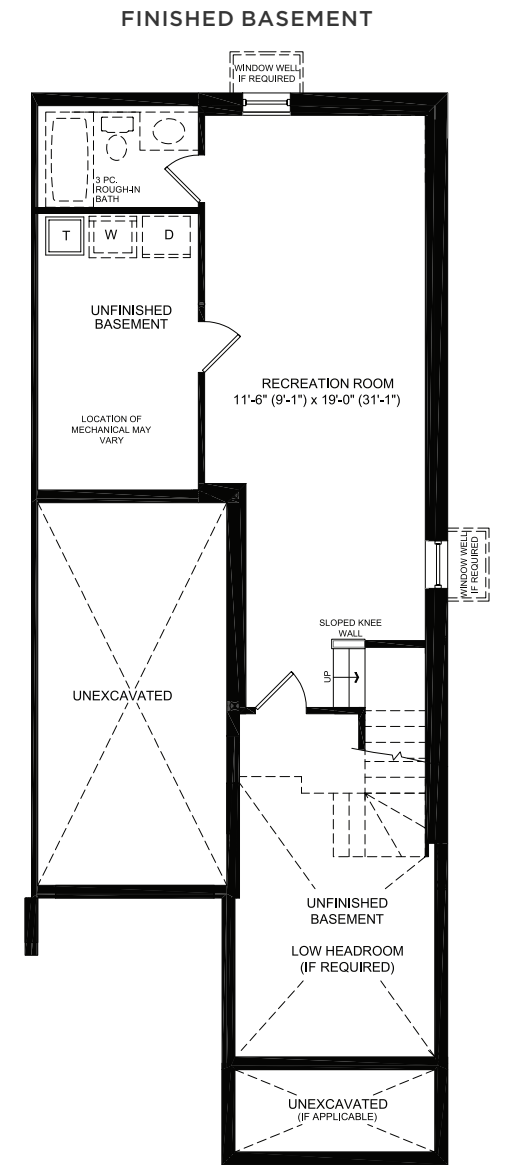 FINISHED BASEMENT
WINDOW WELL
IF REQUIRED
3 PC.
ROUGH-IN
BATH
T
W
D
UNFINISHED
BASEMENT
LOCATION OF
MECHANICAL MAY
VARY
RECREATION ROOM
11'-6" (9'-1") x 19'-0" (31'-1")
WINDOW WELL
IF REQUIRED
SLOPED KNEE
WALL
UP
UNEXCAVATED
UNFINISHED
BASEMENT
LOW HEADROOM
(IF REQUIRED)
UNEXCAVATED
(IF APPLICABLE)